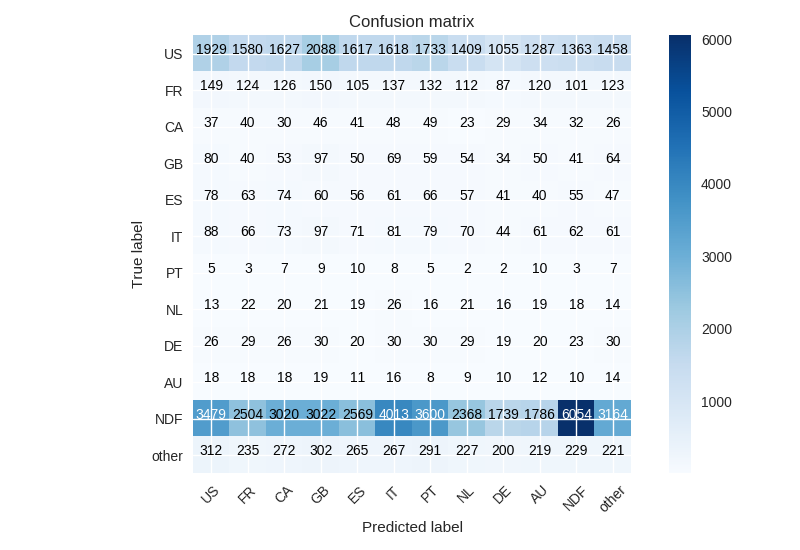 Confusion matrix
US 1929 1580 1627 2088 1617 1618 1733 1409 1055 1287 1363 1458
FR 149 124 126 150 105 137 132 112 87 120 101 123
CA 37 40 30 46 41 48 49 23 29 34 32 26
GB 80 40 53 97 50 69 59 54 34 50 41 64
ES 78 63 74 60 56 61 66 57 41 40 55 47
IT 88 66 73 97 71 81 79 70 44 61 62 61
PT 5 3 7 9 10 8 5 2 2 10 3 7
NL 13 22 20 21 19 26 16 21 16 19 18 14
DE 26 29 26 30 20 30 30 29 19 20 23 30
AU 18 18 18 19 11 16 8 9 10 12 10 14
NDF 3479 2504 3020 3022 2569 4013 3600 2368 1739 1786 6054 3164
other 312 235 272 302 265 267 291 227 200 219 229 221
US FR CA GB ES IT PT NL DE AU NDF other
True label
Predicted label
6000
5000
4000
3000
2000
1000